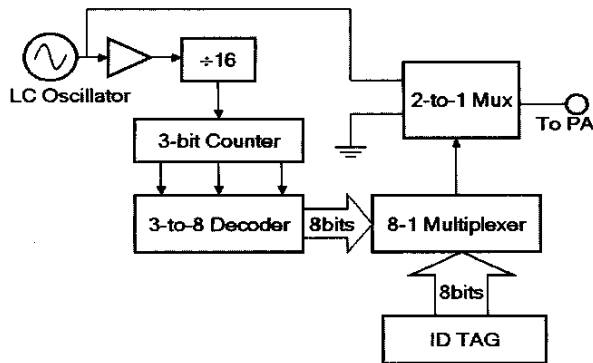 ÷16
LC Oscillator
2-to-1 Mux
To PA
3-bit Counter
3-to-8 Decoder
8bits
8-1 Multiplexer
8bits
ID TAG